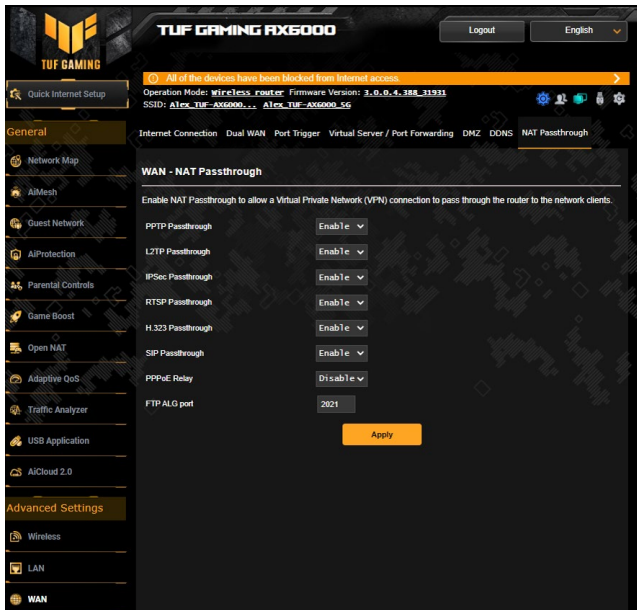 TUF GAMING
TUF GAMING AX6000
Logout
English
All of the devices have been blocked from Internet access.
Quick Internet Setup
Operation Mode: Wireless router Firmware Version: 3.0.0.4.388_31931
SSID: Alex_TUF-AX6000... Alex_TUF-AX6000_5G
General
Internet Connection Dual WAN Port Trigger Virtual Server / Port Forwarding DMZ DDNS NAT Passthrough
Network Map
AiMesh
Guest Network
AiProtection
Parental Controls
Game Boost
Open NAT
Adaptive QoS
Traffic Analyzer
USB Application
AiCloud 2.0
Advanced Settings
Wireless
LAN
WAN
WAN - NAT Passthrough
Enable NAT Passthrough to allow a Virtual Private Network (VPN) connection to pass through the router to the network clients.
PPTP Passthrough Enable
L2TP Passthrough Enable
IPSec Passthrough Enable
RTSP Passthrough Enable
H.323 Passthrough Enable
SIP Passthrough Enable
PPPoE Relay Disable
FTP ALG port 2021
Apply